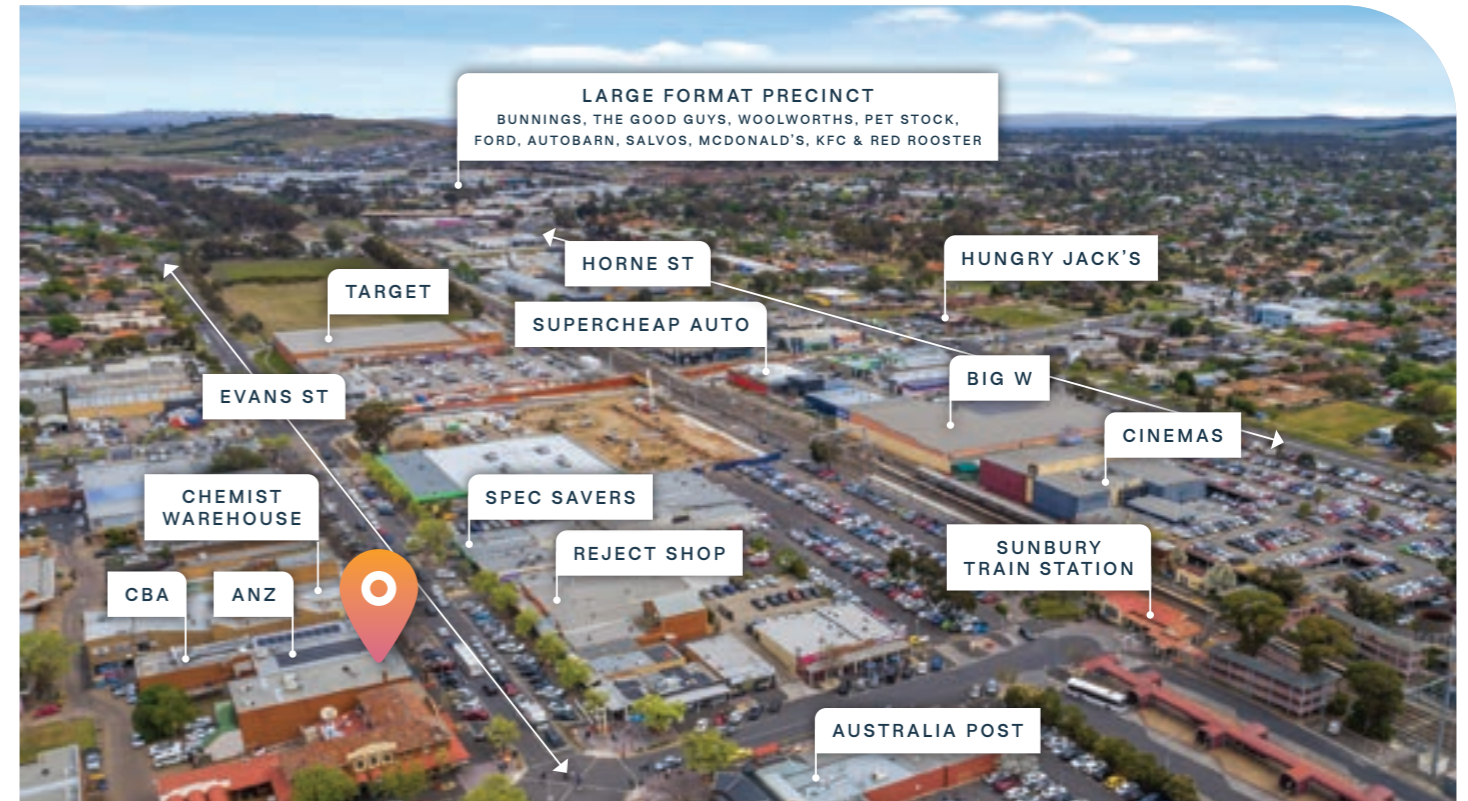 LARGE FORMAT PRECINCT
BUNNINGS, THE GOOD GUYS, WOOLWORTHS, PET STOCK,
FORD, AUTOBARN, SALVOS, MCDONALD'S, KFC & RED ROOSTER
HORNE ST
HUNGRY JACK'S
TARGET
SUPERCHEAP AUTO
EVANS ST
BIG W
CINEMAS
CHEMIST
WAREHOUSE
SPEC SAVERS
REJECT SHOP
SUNBURY
TRAIN STATION
CBA
ANZ
AUSTRALIA POST